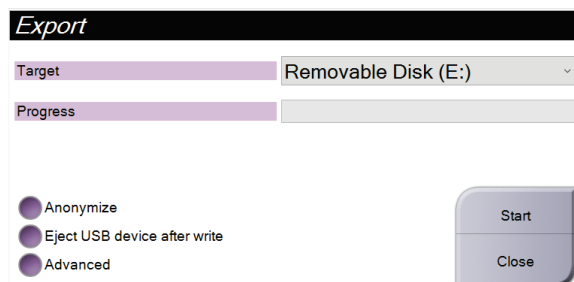 Export
Target
Removable Disk (E:)
Progress
Anonymize
Eject USB device after write
Advanced
Start
Close